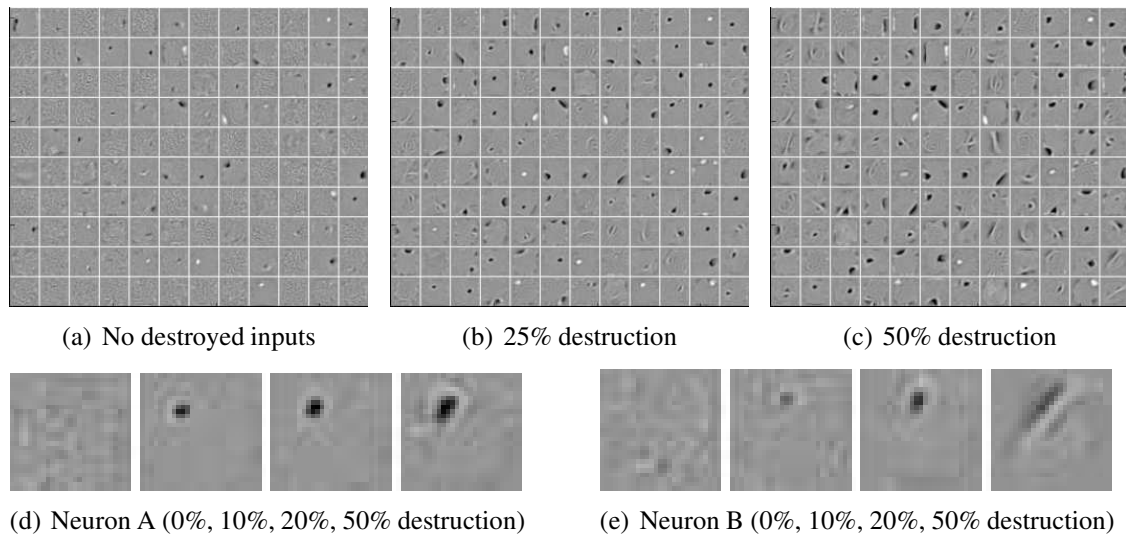 (a) No destroyed inputs
(b) 25% destruction
(c) 50% destruction
(d) Neuron A (0%, 10%, 20%, 50% destruction)
(e) Neuron B (0%, 10%, 20%, 50% destruction)